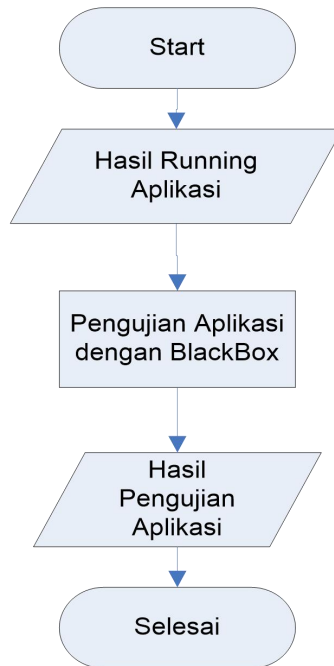 Start
Hasil Running
Aplikasi
Pengujian Aplikasi
dengan BlackBox
Hasil
Pengujian
Aplikasi
Selesai